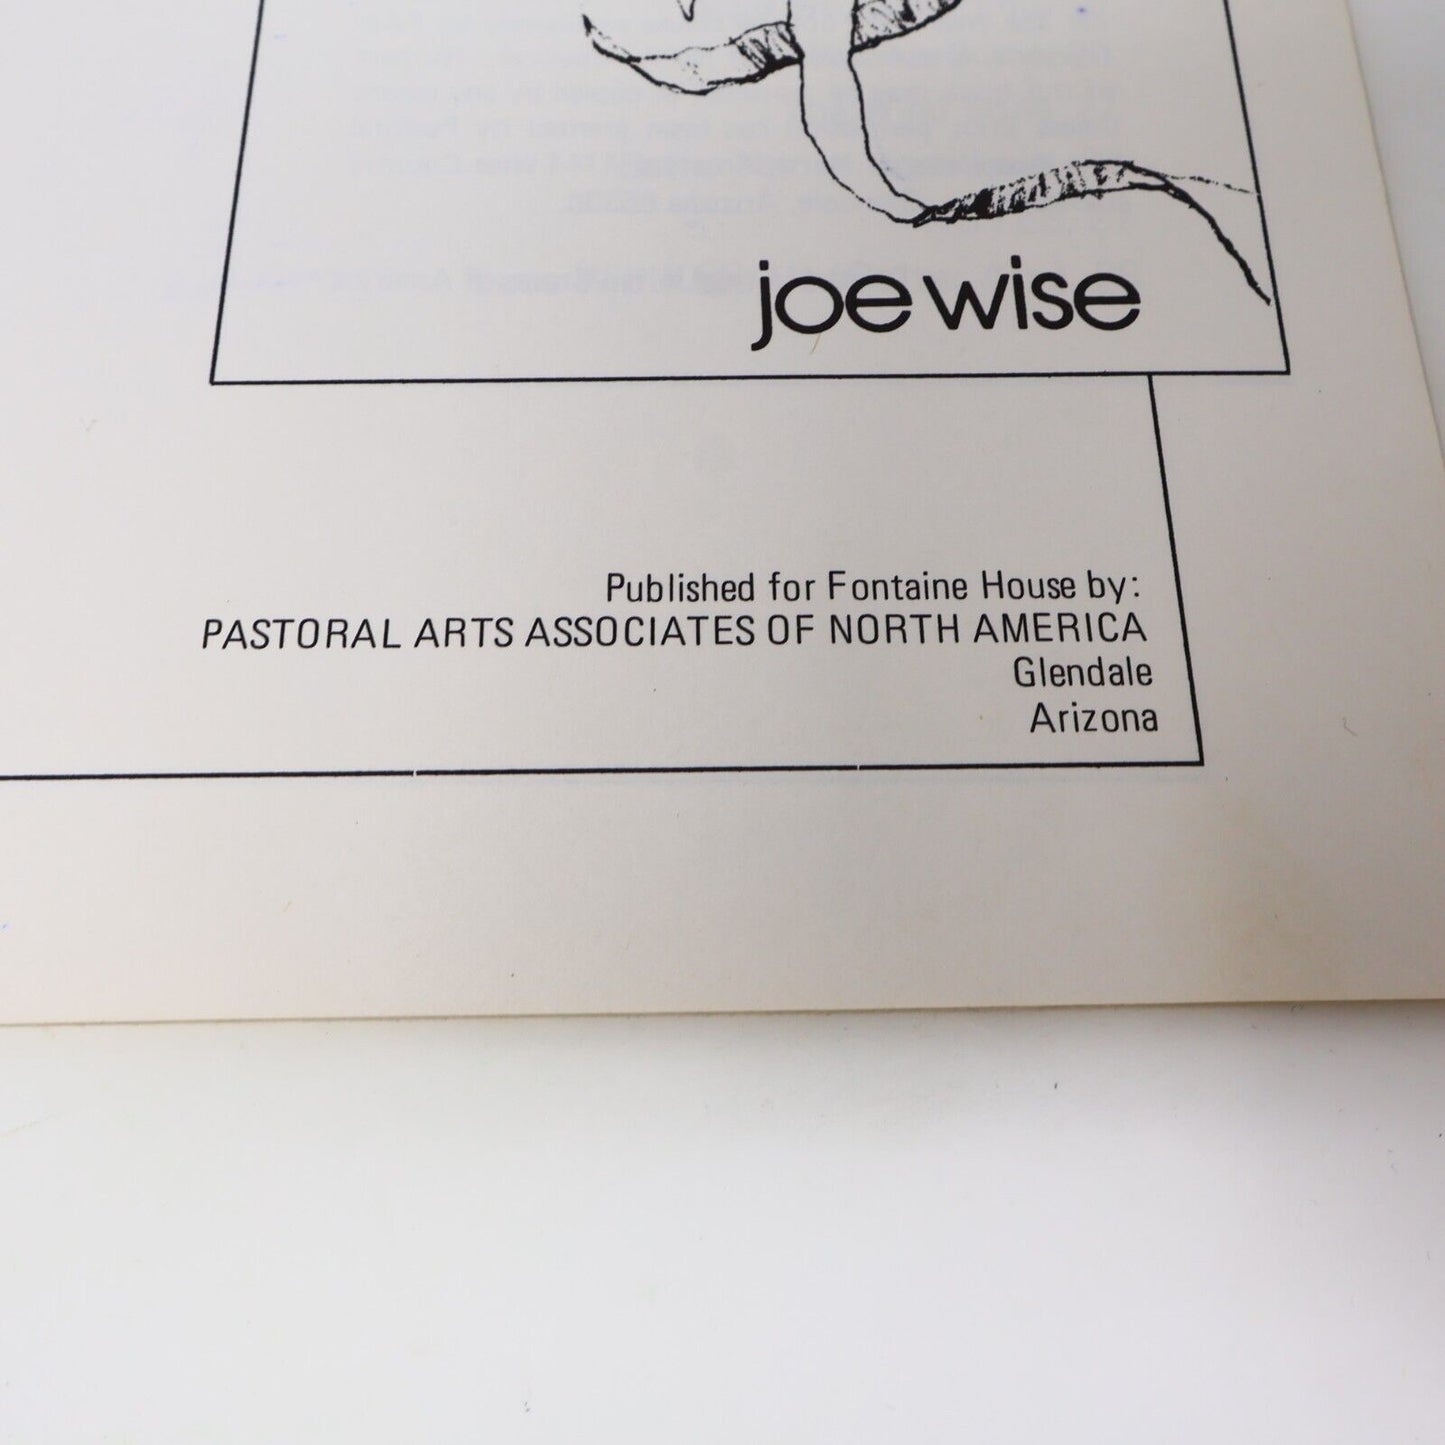 joe wise
Published for Fontaine House by:
PASTORAL ARTS ASSOCIATES OF NORTH AMERICA
Glendale
Arizona